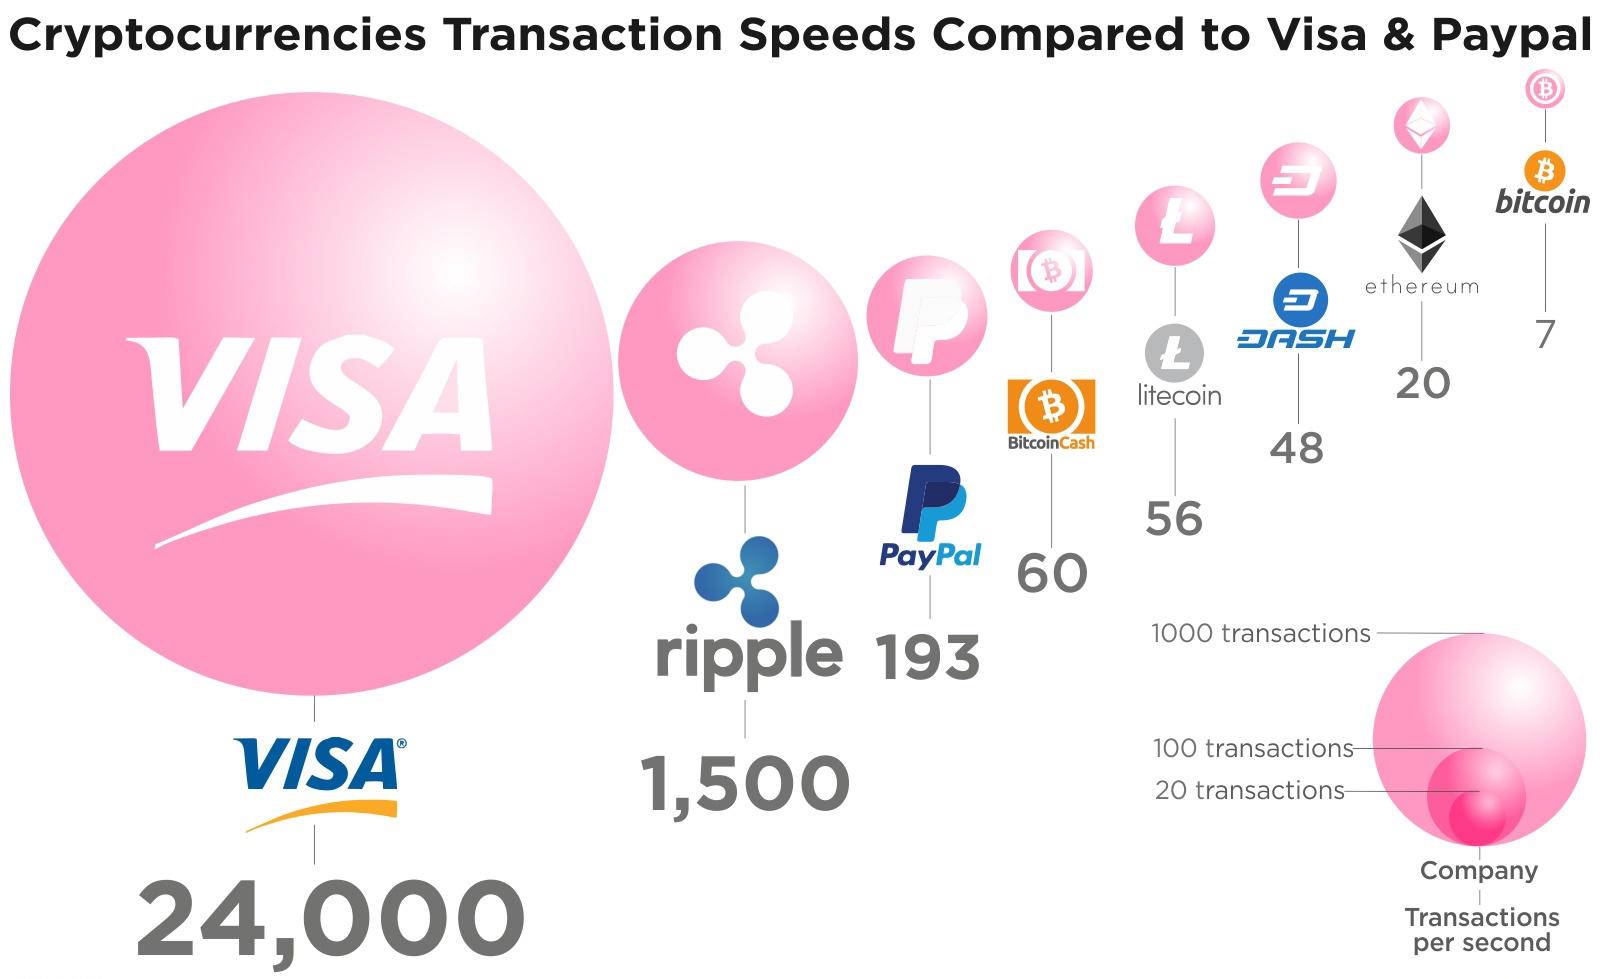 Cryptocurrencies Transaction Speeds Compared to Visa & Paypal
VISA
VISA®
24,000
ripple
1,500
PayPal
193
BitcoinCash
60
litecoin
56
DASH
48
ethereum
20
bitcoin
7
1000 transactions
100 transactions
20 transactions
Company
Transactions
per second